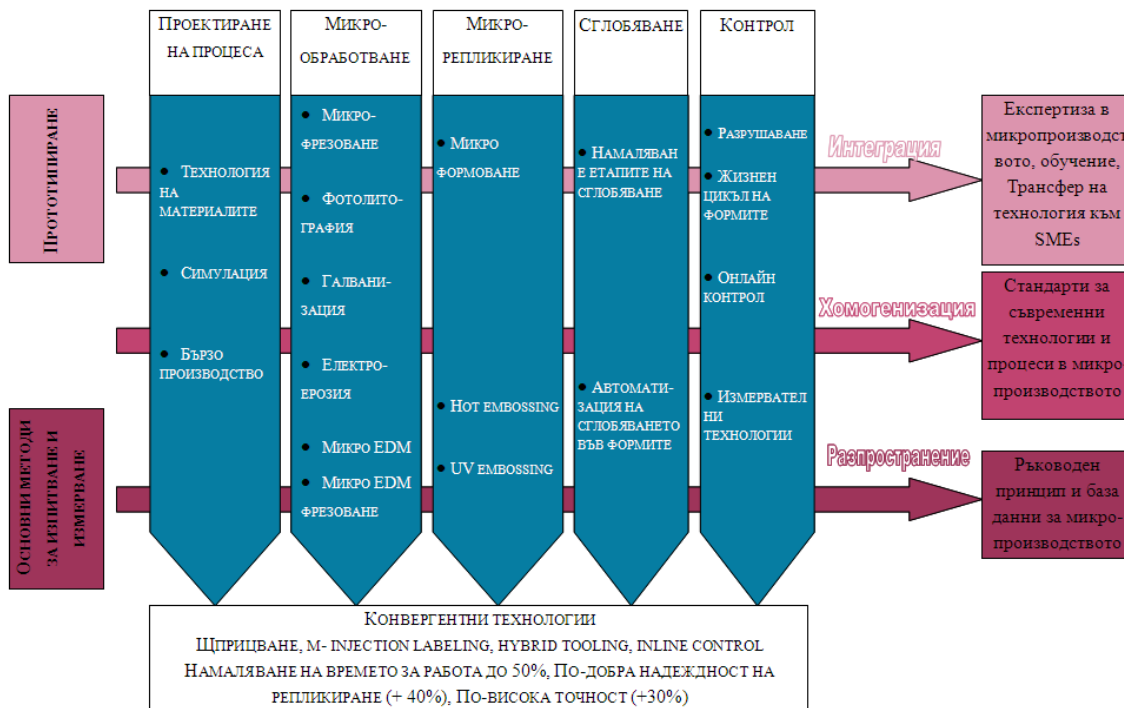 ПРОЕКТИРАНЕ
НА ПРОЦЕСА
МИКРО-
ОБРАБОТВАНЕ
МИКРО-
РЕПЛИКИРАНЕ
СГЛОБЯВАНЕ
КОНТРОЛ
ПРОТОТИПИРАНЕ
ОСНОВНИ МЕТОДИ
ЗА ИЗПИТВАНЕ И
ИЗМЕРВАНЕ
• ТЕХНОЛОГИЯ
НА
МАТЕРИАЛИТЕ
• СИМУЛАЦИЯ
• БЪРЗО
ПРОИЗВОДСТВО
• МИКРО-
ФРЕЗОВАНЕ
• ФОТОЛИТО-
ГРАФИЯ
• ГАЛВАНИ-
ЗАЦИЯ
• ЕЛЕКТРО-
ЕРОЗИЯ
• МИКРО EDM
• МИКРО EDM
ФРЕЗОВАНЕ
• МИКРО
ФОРМОВАНЕ
• HOT EMBOSSING
• UV EMBOSSING
• НАМАЛЯВАН
Е ЕТАПИТЕ НА
СГЛОБЯВАНЕ
• АВТОМАТИ-
ЗАЦИЯ НА
СГЛОБЯВАНЕТО
ВЪВ ФОРМИТЕ
• РАЗРУШАВАНЕ
• ЖИЗНЕН
ЦИКЪЛ НА
ФОРМИТЕ
• ОНЛАЙН
КОНТРОЛ
• ИЗМЕРВАТЕЛ
НИ
ТЕХНОЛОГИИ
Интеграция
Хомогенизация
Разпространение
Експертиза в
микропроизводст
вото, обучение,
Трансфер на
технология към
SMEs
Стандарти за
съвременни
технологии и
процеси в микро-
производството
Ръководен
принцип и база
данни за микро-
производството
КОНВЕРГЕНТНИ ТЕХНОЛОГИИ
ЩПРИЦВАНЕ, М- INJECTION LABELING, HYBRID TOOLING, INLINE CONTROL
НАМАЛЯВАНЕ НА ВРЕМЕТО ЗА РАБОТА ДО 50%, ПО-ДОБРА НАДЕЖДНОСТ НА
РЕПЛИКИРАНЕ (+ 40%), ПО-ВИСОКА ТОЧНОСТ (+30%)